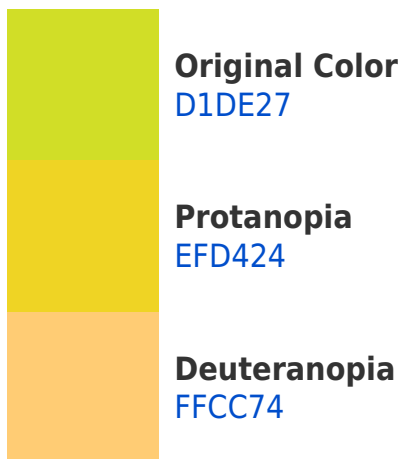 Original Color
D1DE27
Protanopia
EFD424
Deuteranopia
FFCC74